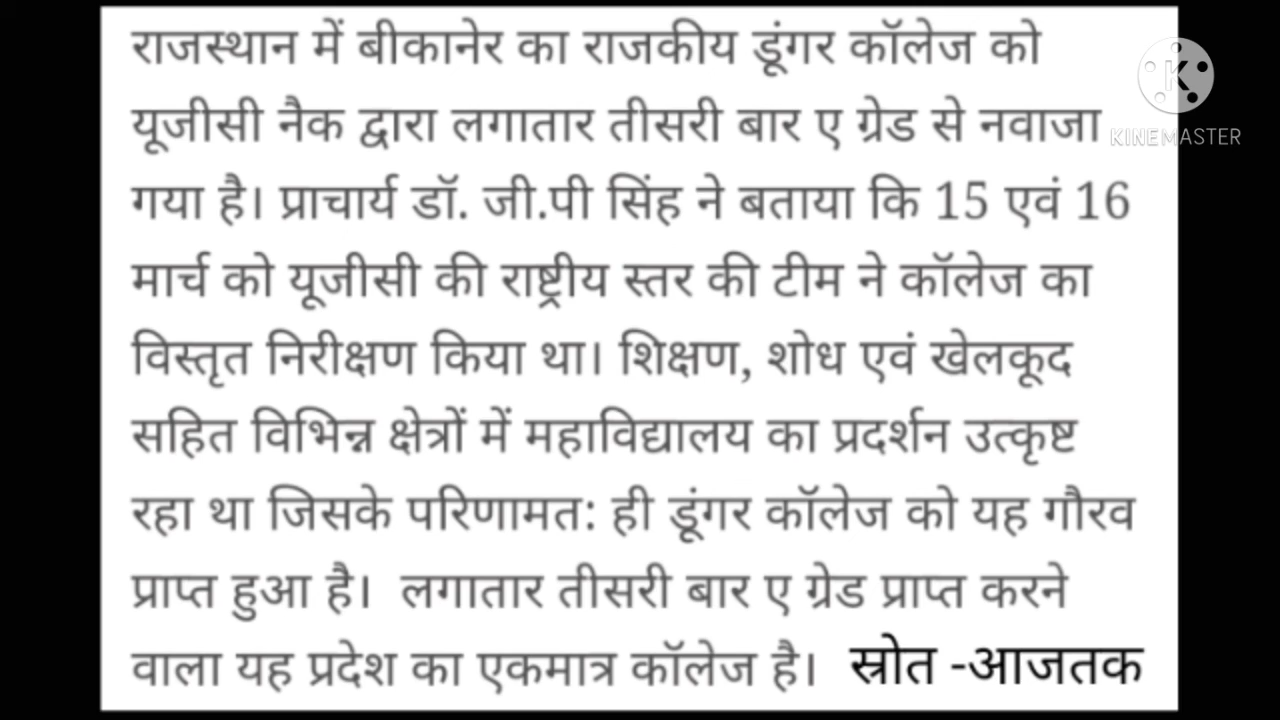 राजस्थान में बीकानेर का राजकीय डूंगर कॉलेज को
यूजीसी नैक द्वारा लगातार तीसरी बार ए ग्रेड से नवाजा
गया है। प्राचार्य डॉ. जी.पी सिंह ने बताया कि 15 एवं 16
मार्च को यूजीसी की राष्ट्रीय स्तर की टीम ने कॉलेज का
विस्तृत निरीक्षण किया था। शिक्षण, शोध एवं खेलकूद
सहित विभिन्न क्षेत्रों में महाविद्यालय का प्रदर्शन उत्कृष्ट
रहा था जिसके परिणामत: ही डूंगर कॉलेज को यह गौरव
प्राप्त हुआ है। लगातार तीसरी बार ए ग्रेड प्राप्त करने
वाला यह प्रदेश का एकमात्र कॉलेज है। स्रोत -आजतक
K
KINEMASTER